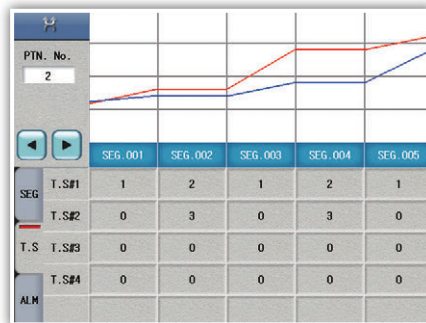 PTN. No.
2
SEG.001 SEG.002 SEG.003 SEG.004 SEG.005
SEG
T.S#1 1 2 1 2 1
T.S#2 0 3 0 3 0
T.S
T.S#3 0 0 0 0 0
T.S#4 0 0 0 0 0
ALM